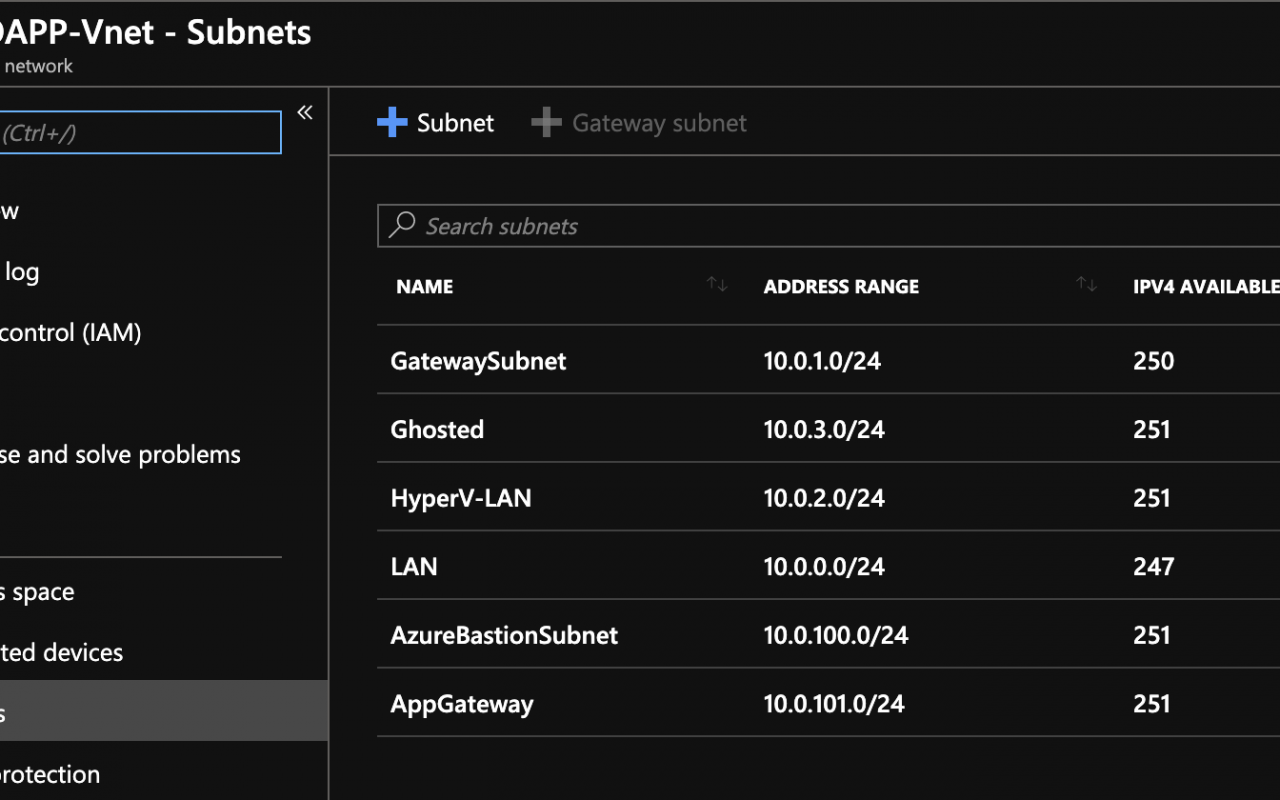 DAPP-Vnet - Subnets
network
(Ctrl+/)
«
Subnet
Gateway subnet
w
log
control (IAM)
se and solve problems
s space
ted devices
s
rotection
Search subnets
NAME ADDRESS RANGE IPV4 AVAILABLE
GatewaySubnet 10.0.1.0/24 250
Ghosted 10.0.3.0/24 251
HyperV-LAN 10.0.2.0/24 251
LAN 10.0.0.0/24 247
AzureBastionSubnet 10.0.100.0/24 251
AppGateway 10.0.101.0/24 251